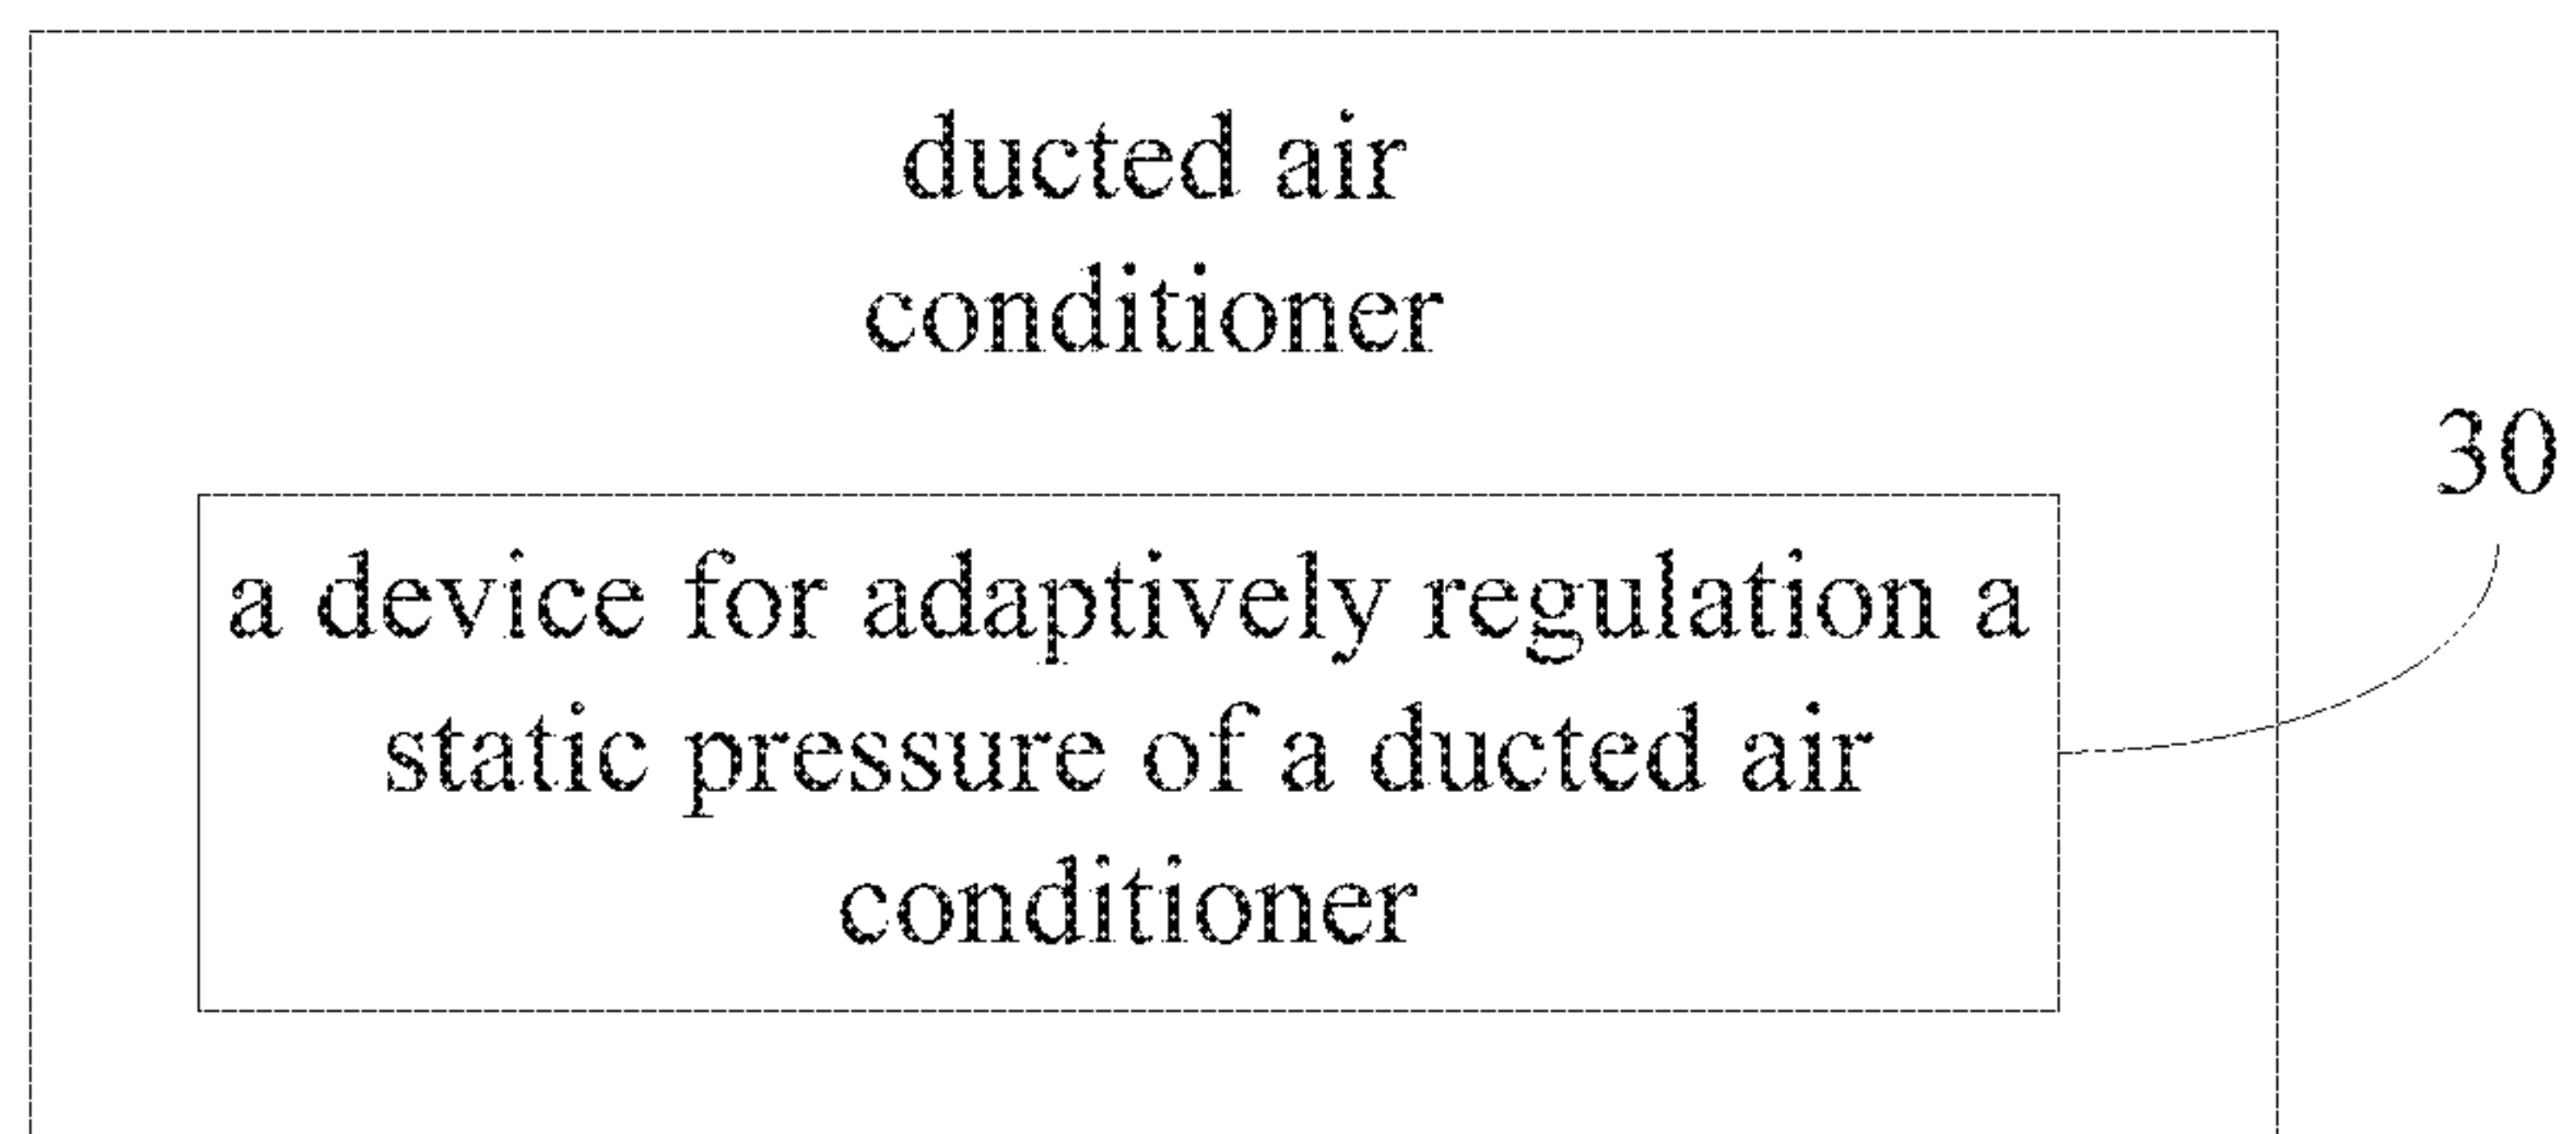 ducted air
conditioner
30
a device for adaptively regulation a
static pressure of a ducted air
conditioner